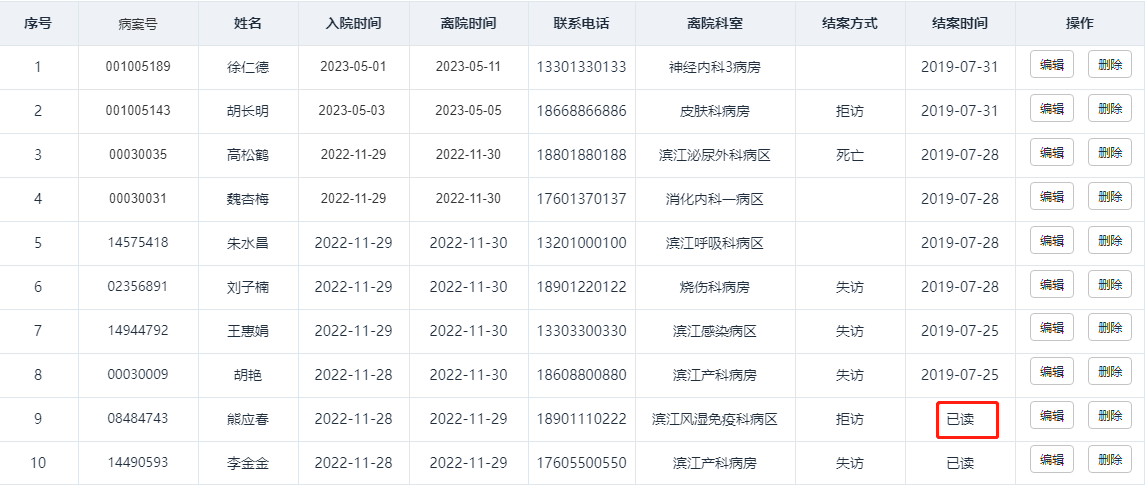 序号 病案号 姓名 入院时间 离院时间 联系电话 离院科室 结案方式 结案时间 操作
1 001005189 徐仁德 2023-05-01 2023-05-11 13301330133 神经内科3病房 2019-07-31 编辑 删除
2 001005143 胡长明 2023-05-03 2023-05-05 18668866886 皮肤科病房 拒访 2019-07-31 编辑 删除
3 00030035 高松鹤 2022-11-29 2022-11-30 18801880188 滨江泌尿外科病区 死亡 2019-07-28 编辑 删除
4 00030031 魏杏梅 2022-11-29 2022-11-30 17601370137 消化内科一病区 2019-07-28 编辑 删除
5 14575418 朱水昌 2022-11-29 2022-11-30 13201000100 滨江呼吸科病区 2019-07-28 编辑 删除
6 02356891 刘子楠 2022-11-29 2022-11-30 18901220122 烧伤科病房 失访 2019-07-28 编辑 删除
7 14944792 王惠娟 2022-11-29 2022-11-30 13303300330 滨江感染病区 失访 2019-07-25 编辑 删除
8 00030009 胡艳 2022-11-28 2022-11-30 18608800880 滨江产科病房 失访 2019-07-25 编辑 删除
9 08484743 熊应春 2022-11-28 2022-11-29 18901110222 滨江风湿免疫科病区 拒访 已读 编辑 删除
10 14490593 李金金 2022-11-28 2022-11-29 17605500550 滨江产科病房 失访 已读 编辑 删除